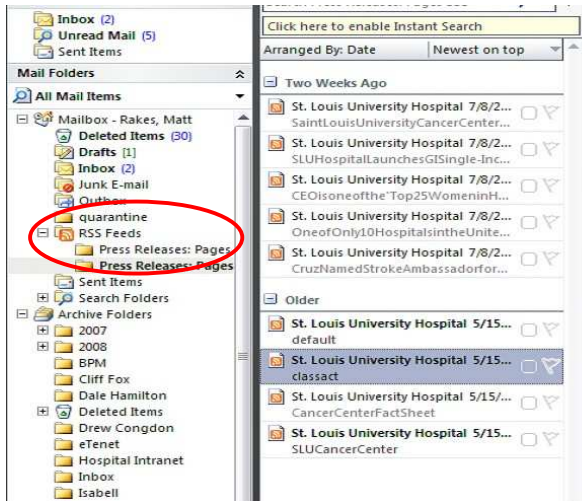 Inbox (2)
Unread Mail (5)
Sent Items
Mail Folders
All Mail Items
Mailbox - Rakes, Matt
Deleted Items (30)
Drafts [1]
Inbox (2)
Junk E-mail
Outbox
quarantine
RSS Feeds
Press Releases: Pages
Press Releases: Pages
Sent Items
Search Folders
Archive Folders
2007
2008
BPM
Cliff Fox
Dale Hamilton
Deleted Items
Drew Congdon
eTenet
Hospital Intranet
Inbox
Isabell
Click here to enable Instant Search
Arranged By: Date Newest on top
Two Weeks Ago
St. Louis University Hospital 7/8/2...
SaintLouisUniversityCancerCenter...
St. Louis University Hospital 7/8/2...
SLUHospitalLaunchesGISingle-Inc...
St. Louis University Hospital 7/8/2...
CEOisoneofthe'Top25WomeninH...
St. Louis University Hospital 7/8/2...
OneofOnly10HospitalsintheUnite...
St. Louis University Hospital 7/8/2...
CruzNamedStrokeAmbassadorfor...
Older
St. Louis University Hospital 5/15...
default
St. Louis University Hospital 5/15...
classact
St. Louis University Hospital 5/15/...
CancerCenterFactSheet
St. Louis University Hospital 5/15...
SLUCancerCenter